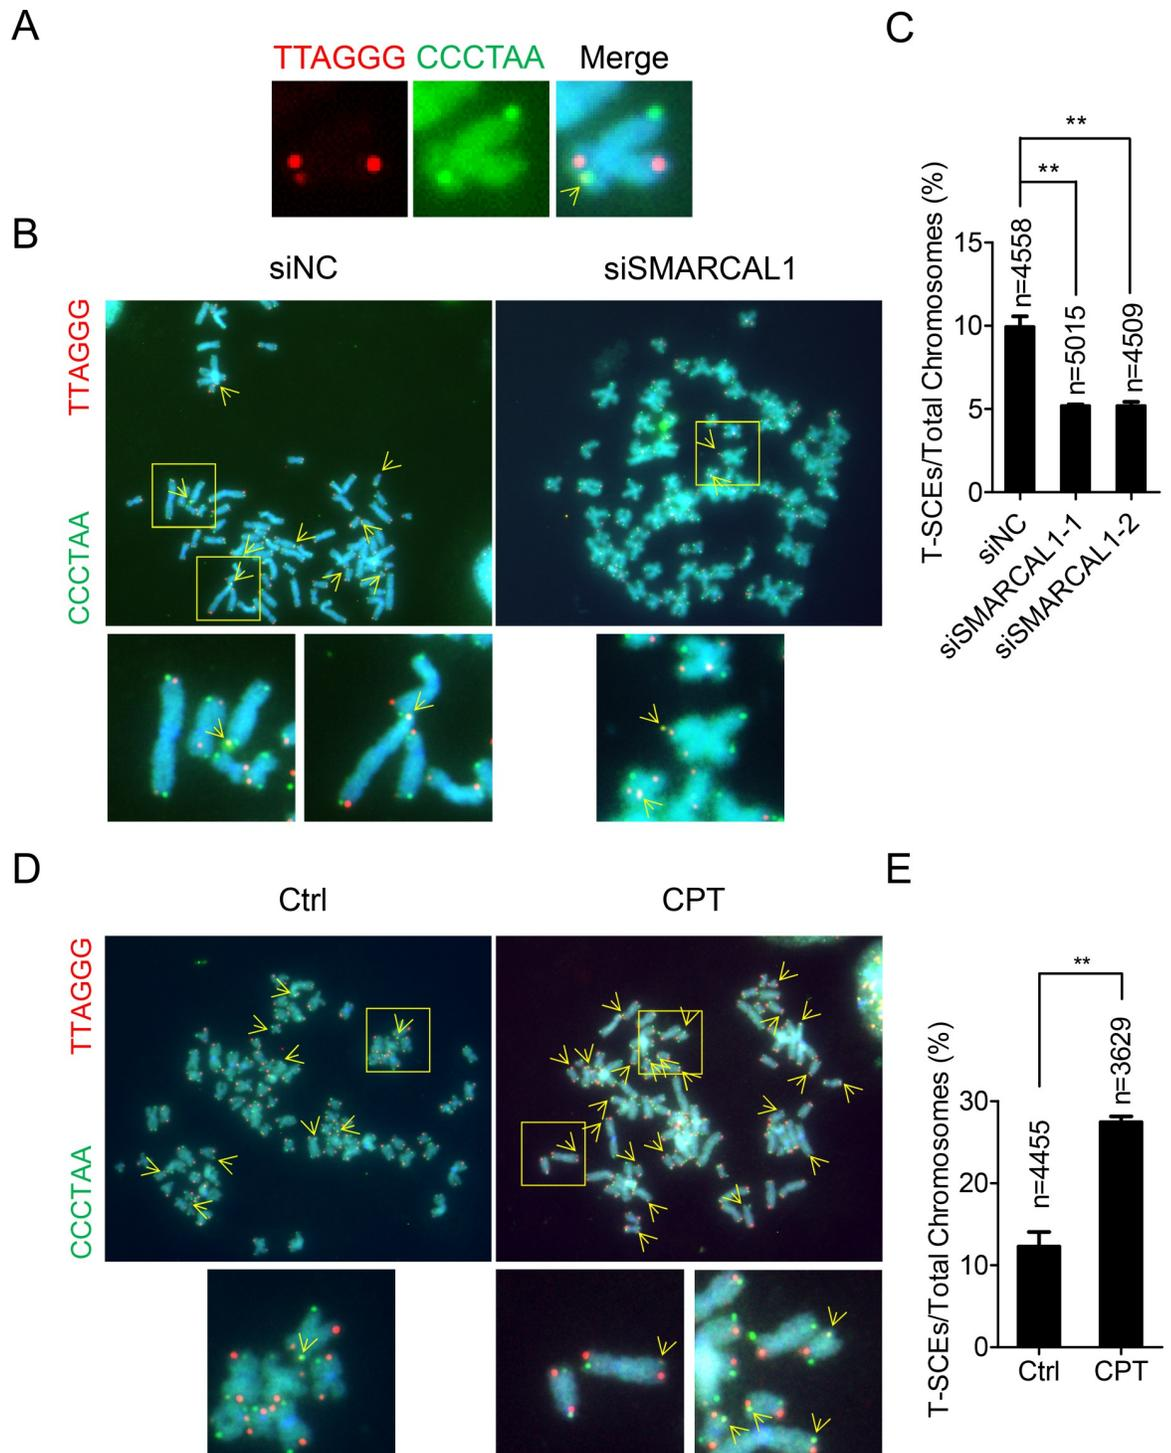 A
TTAGGG CCCTAA Merge
B
siNC siSMARCAL1
TTAGGG
CCCTAA
C
T-SCEs/Total Chromosomes (%)
15
10
5
0
n=4558
n=5015
n=4509
**
**
siNC
siSMARCAL1-1
siSMARCAL1-2
D
Ctrl CPT
TTAGGG
CCCTAA
E
T-SCEs/Total Chromosomes (%)
30
20
10
0
n=4455
n=3629
**
Ctrl CPT